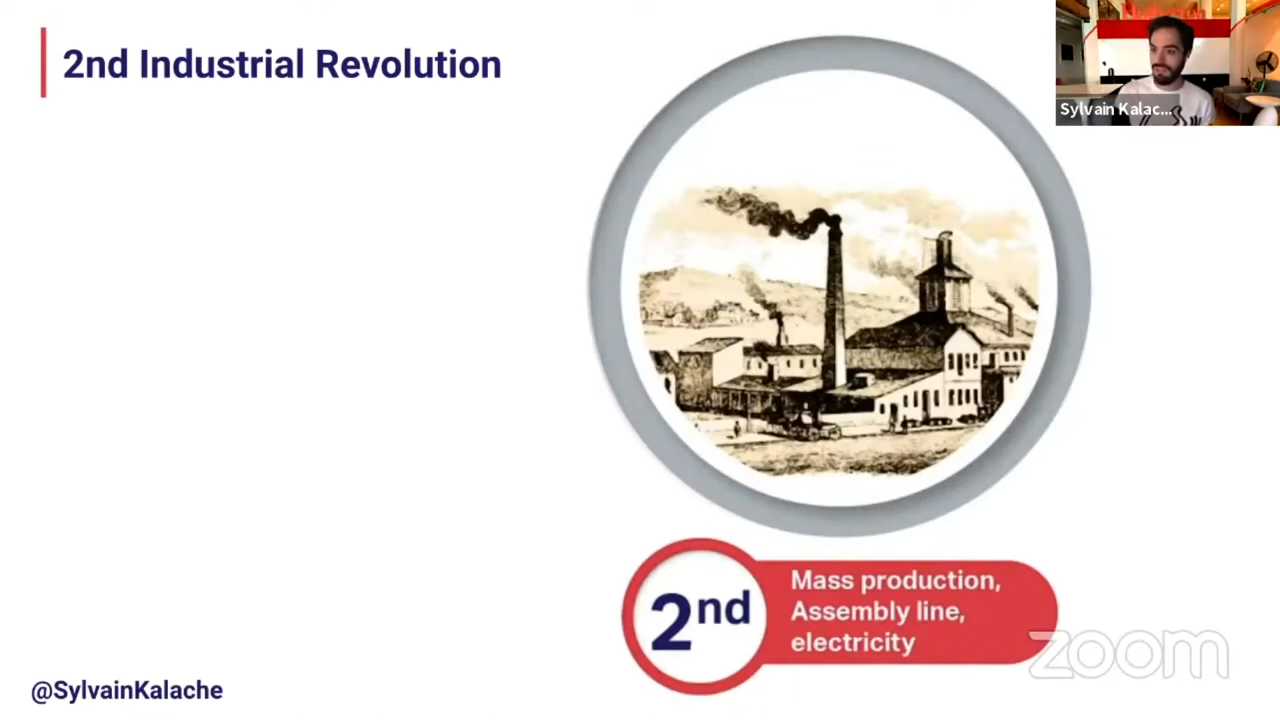 2nd Industrial Revolution
Sylvain Kalac...
2nd
Mass production,
Assembly line,
electricity
zoom
@SylvainKalache